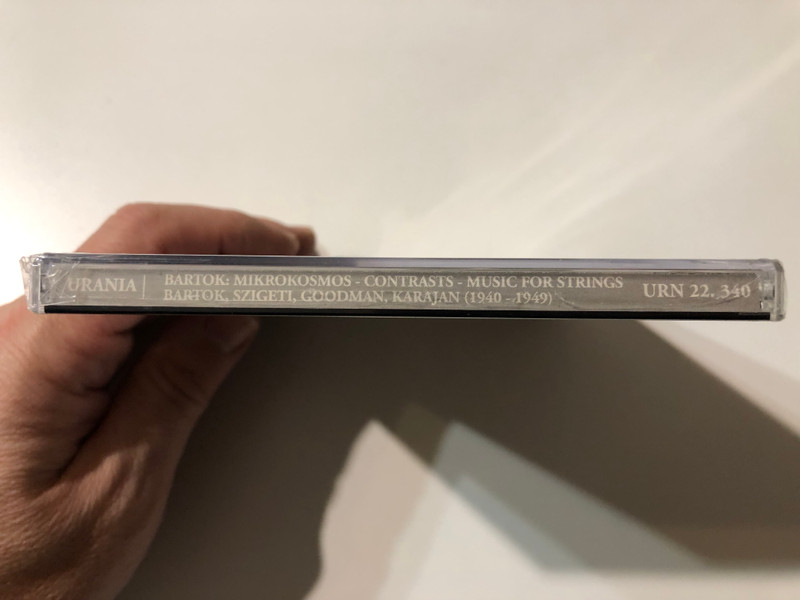 URANIA |
BARTOK: MIKROKOSMOS - CONTRASTS - MUSIC FOR STRINGS
BARTOK, SZIGETI, GOODMAN, KARAJAN (1940 - 1949)
URN 22. 340